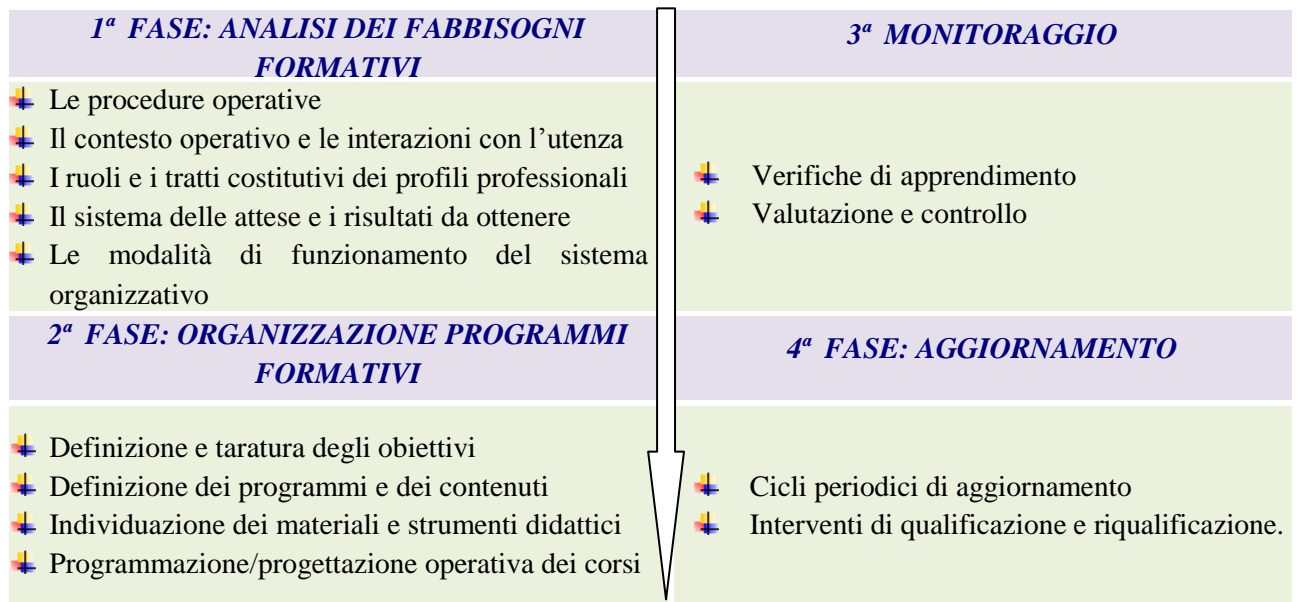 1ª FASE: ANALISI DEI FABBISOGNI
FORMATIVI
Le procedure operative
Il contesto operativo e le interazioni con l’utenza
I ruoli e i tratti costitutivi dei profili professionali
Il sistema delle attese e i risultati da ottenere
Le modalità di funzionamento del sistema
organizzativo
2ª FASE: ORGANIZZAZIONE PROGRAMMI
FORMATIVI
Definizione e taratura degli obiettivi
Definizione dei programmi e dei contenuti
Individuazione dei materiali e strumenti didattici
Programmazione/progettazione operativa dei corsi
3ª MONITORAGGIO
Verifiche di apprendimento
Valutazione e controllo
4ª FASE: AGGIORNAMENTO
Cicli periodici di aggiornamento
Interventi di qualificazione e riqualificazione.